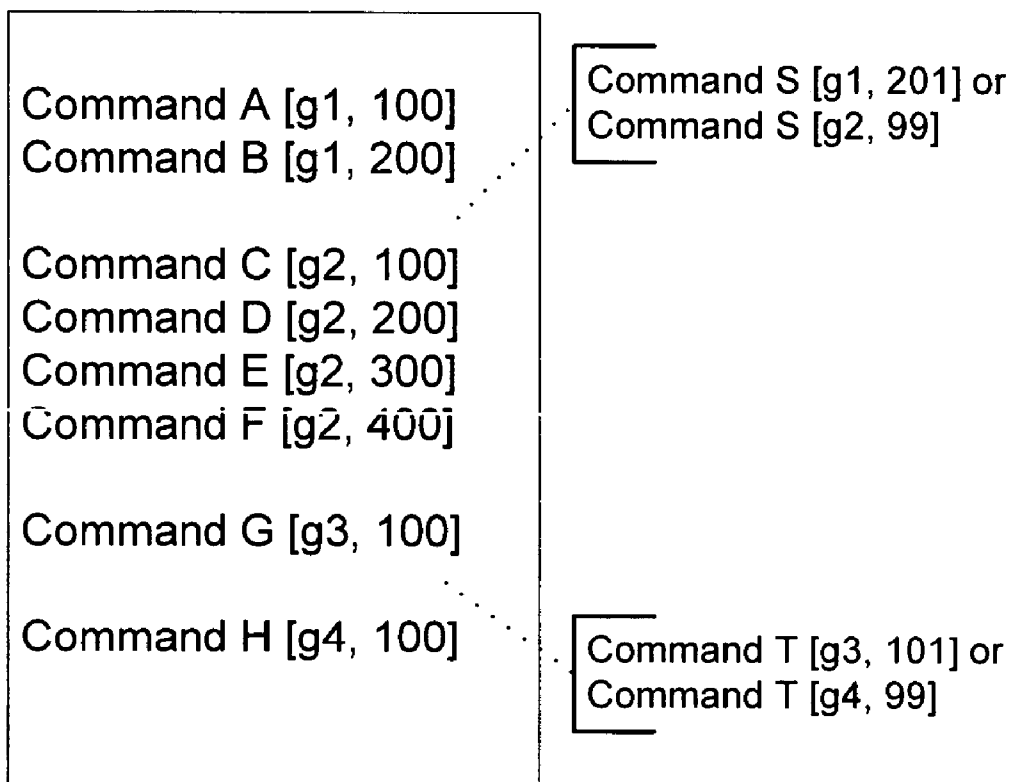 Command A [g1, 100]
Command B [g1, 200]
Command C [g2, 100]
Command D [g2, 200]
Command E [g2, 300]
Command F [g2, 400]
Command G [g3, 100]
Command H [g4, 100]
Command S [g1, 201] or
Command S [g2, 99]
Command T [g3, 101] or
Command T [g4, 99]